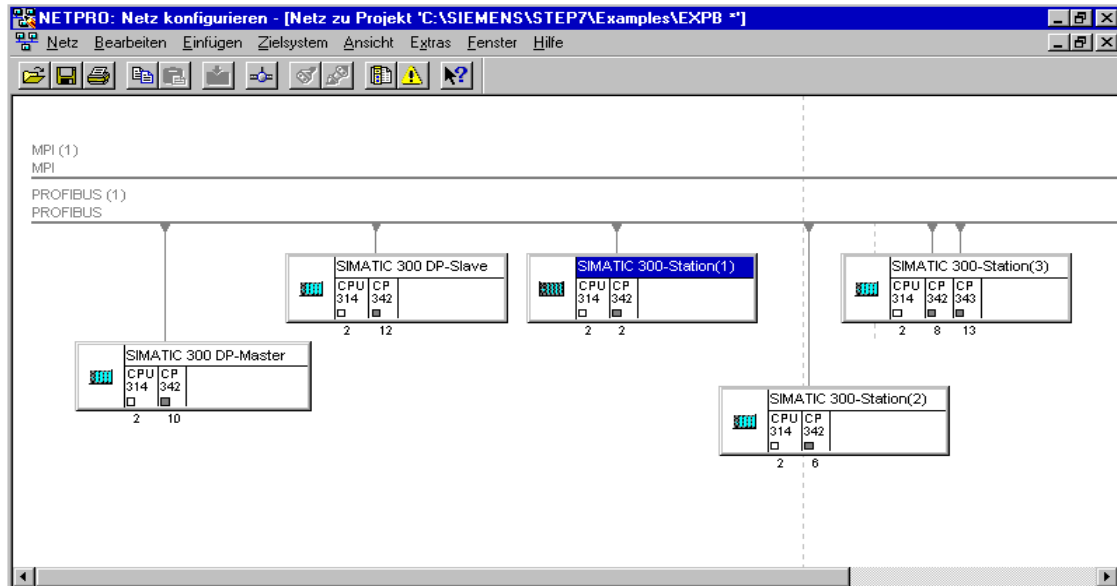 NETPRO: Netz konfigurieren - [Netz zu Projekt 'C:\SIEMENS\STEP7\Examples\EXPB *']
Netz Bearbeiten Einfügen Zielsystem Ansicht Extras Fenster Hilfe
MPI (1)
MPI
PROFIBUS (1)
PROFIBUS
SIMATIC 300 DP-Slave
CPU CP
314 342
2 12
SIMATIC 300-Station(1)
CPU CP
314 342
2 2
SIMATIC 300-Station(3)
CPU CP CP
314 342 343
2 8 13
SIMATIC 300 DP-Master
CPU CP
314 342
2 10
SIMATIC 300-Station(2)
CPU CP
314 342
2 6